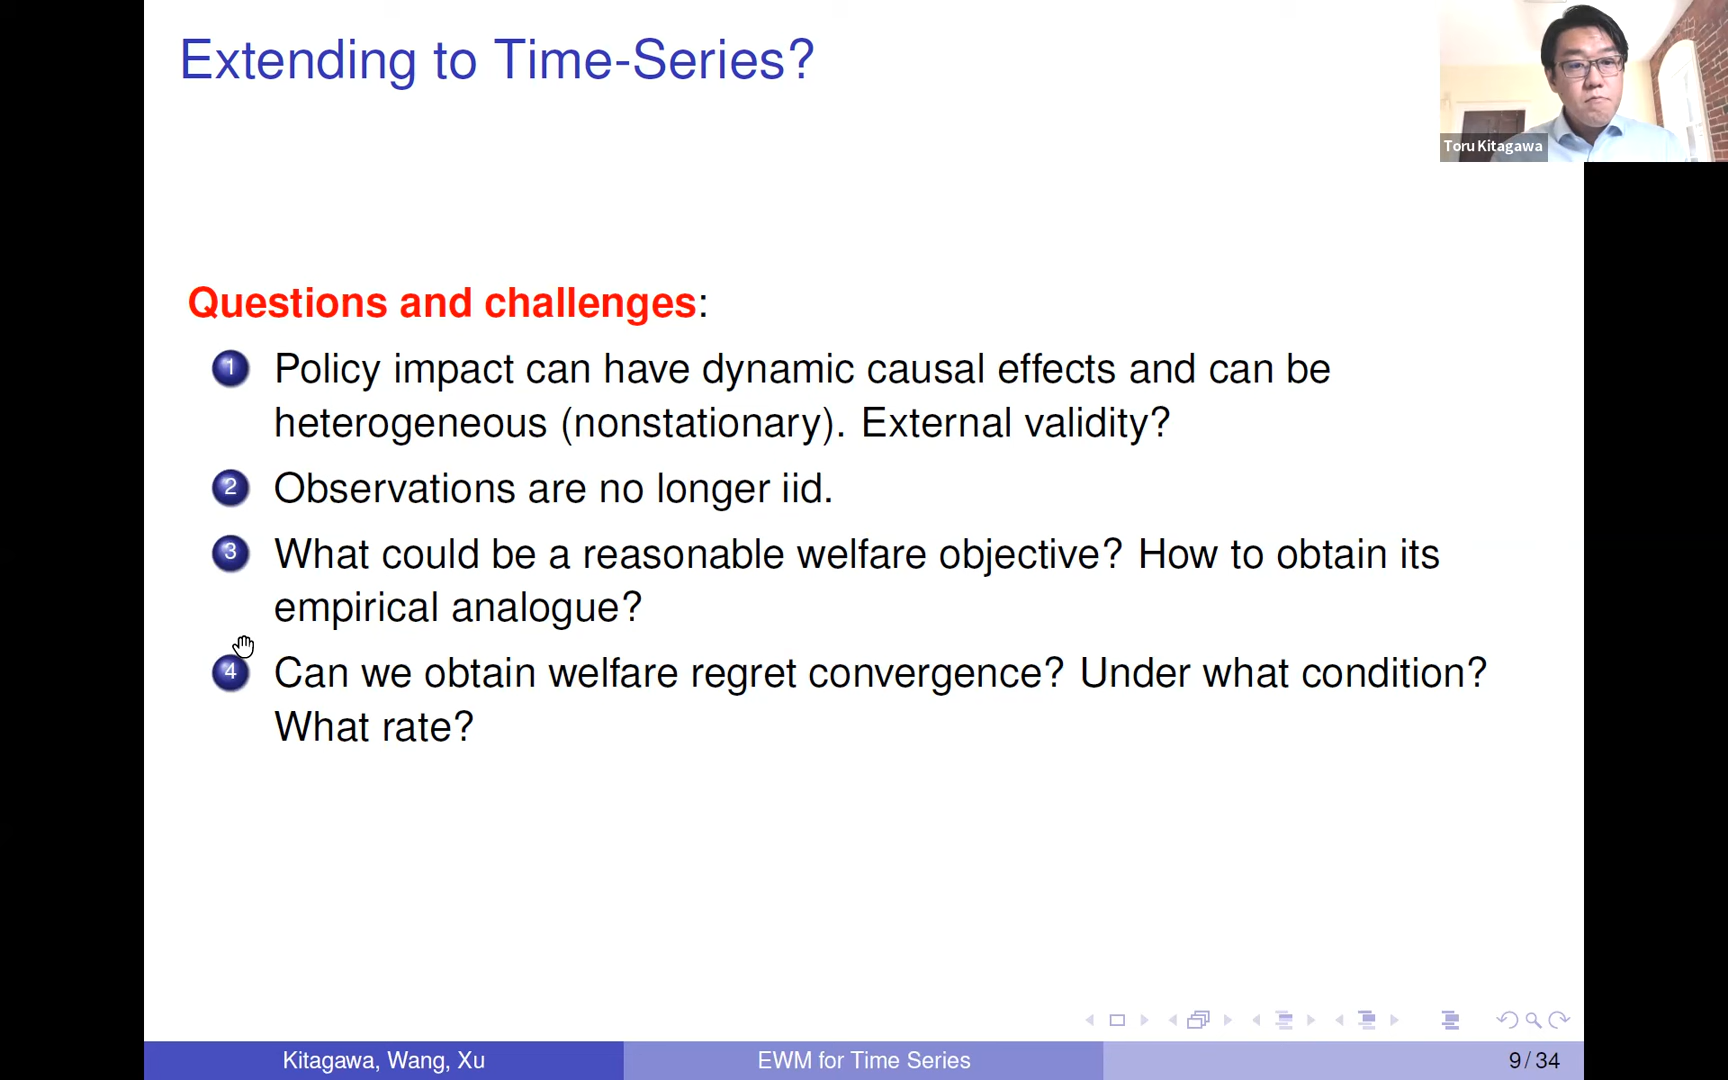 Extending to Time-Series?
Toru Kitagawa
Questions and challenges:
1 Policy impact can have dynamic causal effects and can be
heterogeneous (nonstationary). External validity?
2 Observations are no longer iid.
3 What could be a reasonable welfare objective? How to obtain its
empirical analogue?
4 Can we obtain welfare regret convergence? Under what condition?
What rate?
Kitagawa, Wang, Xu
EWM for Time Series
9 / 34